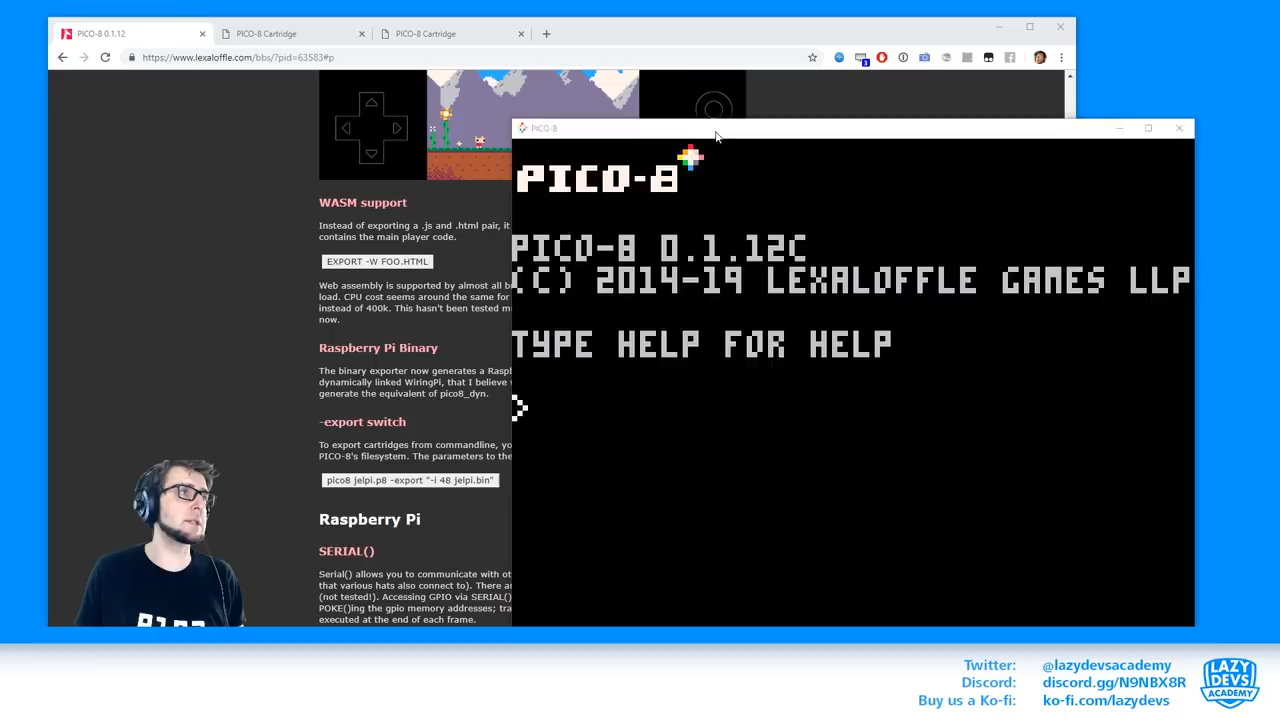 PICO-8 0.1.12
PICO-8 Cartridge
PICO-8 Cartridge
https://www.lexaloffle.com/bbs/?pid=63583#p
WASM support
Instead of exporting a .js and .html pair, it
contains the main player code.
EXPORT -W FOO.HTML
Web assembly is supported by almost all b
load. CPU cost seems around the same for
instead of 400k. This hasn't been tested m
now.
Raspberry Pi Binary
The binary exporter now generates a Raspl
dynamically linked WiringPi, that I believe
generate the equivalent of pico8_dyn.
-export switch
To export cartridges from commandline, yo
PICO-8's filesystem. The parameters to the
pico8 jelpi.p8 -export "-i 48 jelpi.bin"
Raspberry Pi
SERIAL()
Serial() allows you to communicate with ot
that various hats also connect to). There ar
(not tested!). Accessing GPIO via SERIAL()
POKE()ing the gpio memory addresses; tra
executed at the end of each frame.
PICO-8
PICO-8
PICO-8 0.1.12C
(C) 2014-19 LEXALOFFLE GAMES LLP
TYPE HELP FOR HELP
>
Twitter: @lazydevsacademy
Discord: discord.gg/N9NBX8R
Buy us a Ko-fi: ko-fi.com/lazydevs
LAZY
DEVS
ACADEMY